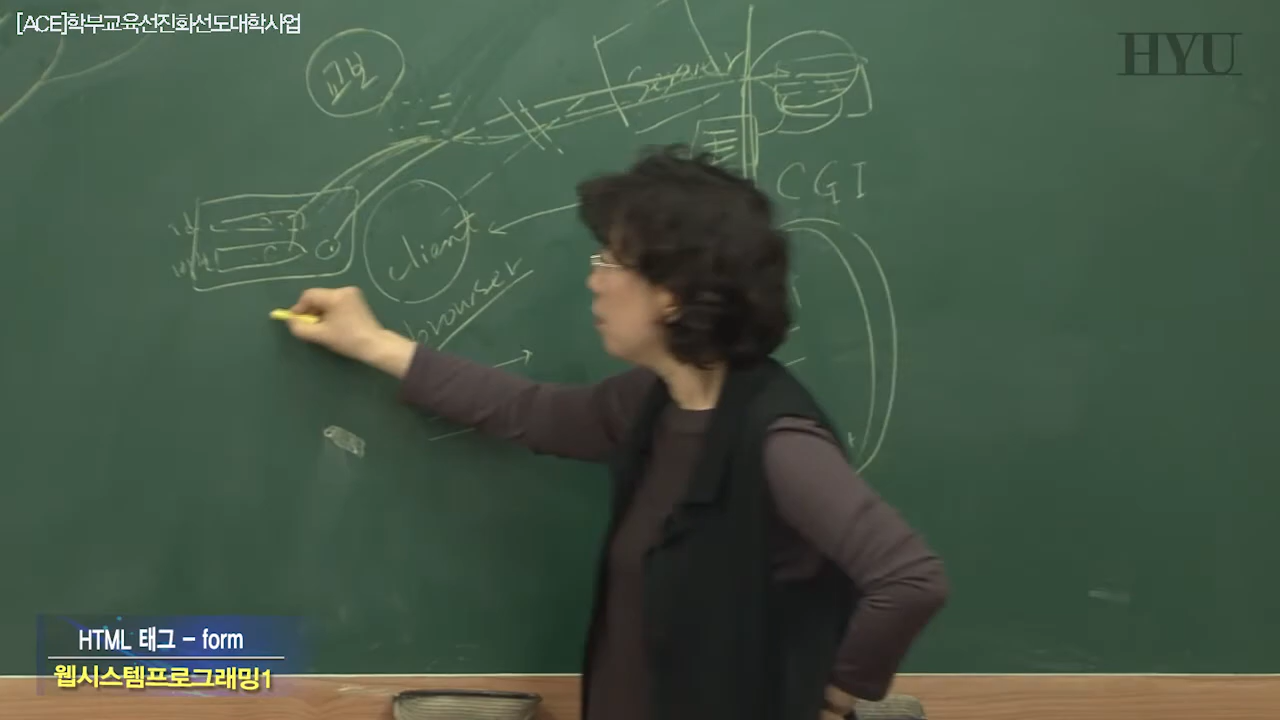 [ACE]학부교육선진화선도대학사업
HYU
교보
Server
CGI
id
client
browser
HTML 태그 – form
웹시스템프로그래밍1